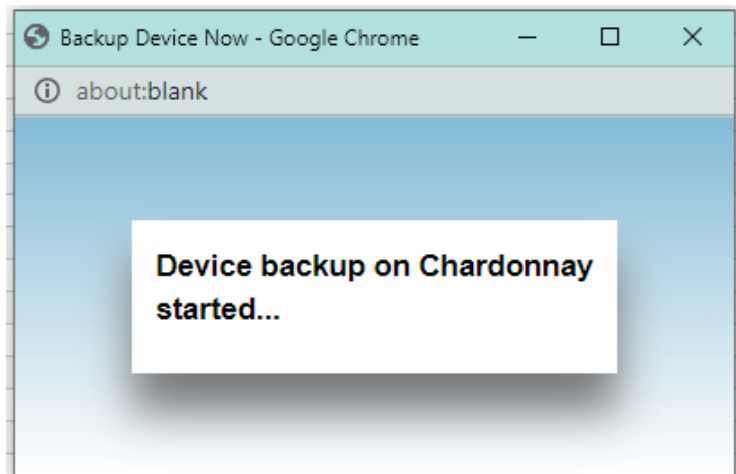 Backup Device Now - Google Chrome
about:blank
Device backup on Chardonnay
started...